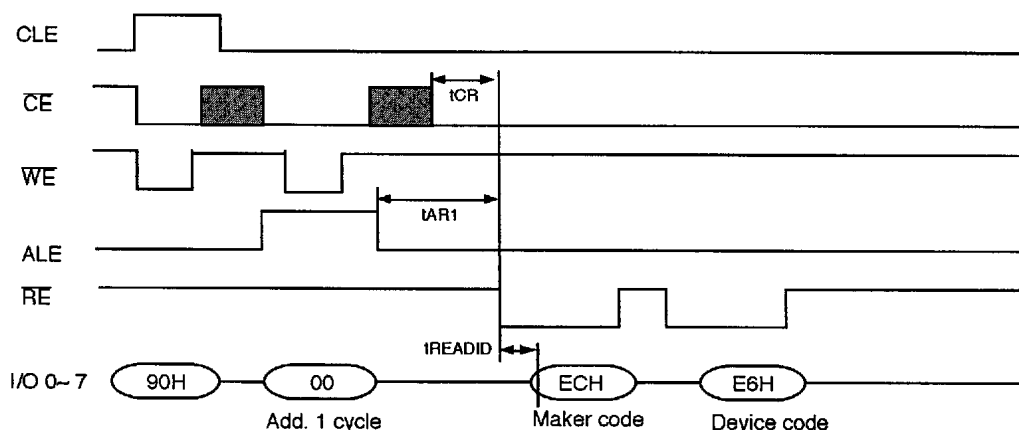 CLE
CE
tCR
WE
tAR1
ALE
RE
tREADID
I/O 0~ 7
90H
00
ECH
E6H
Add. 1 cycle
Maker code
Device code